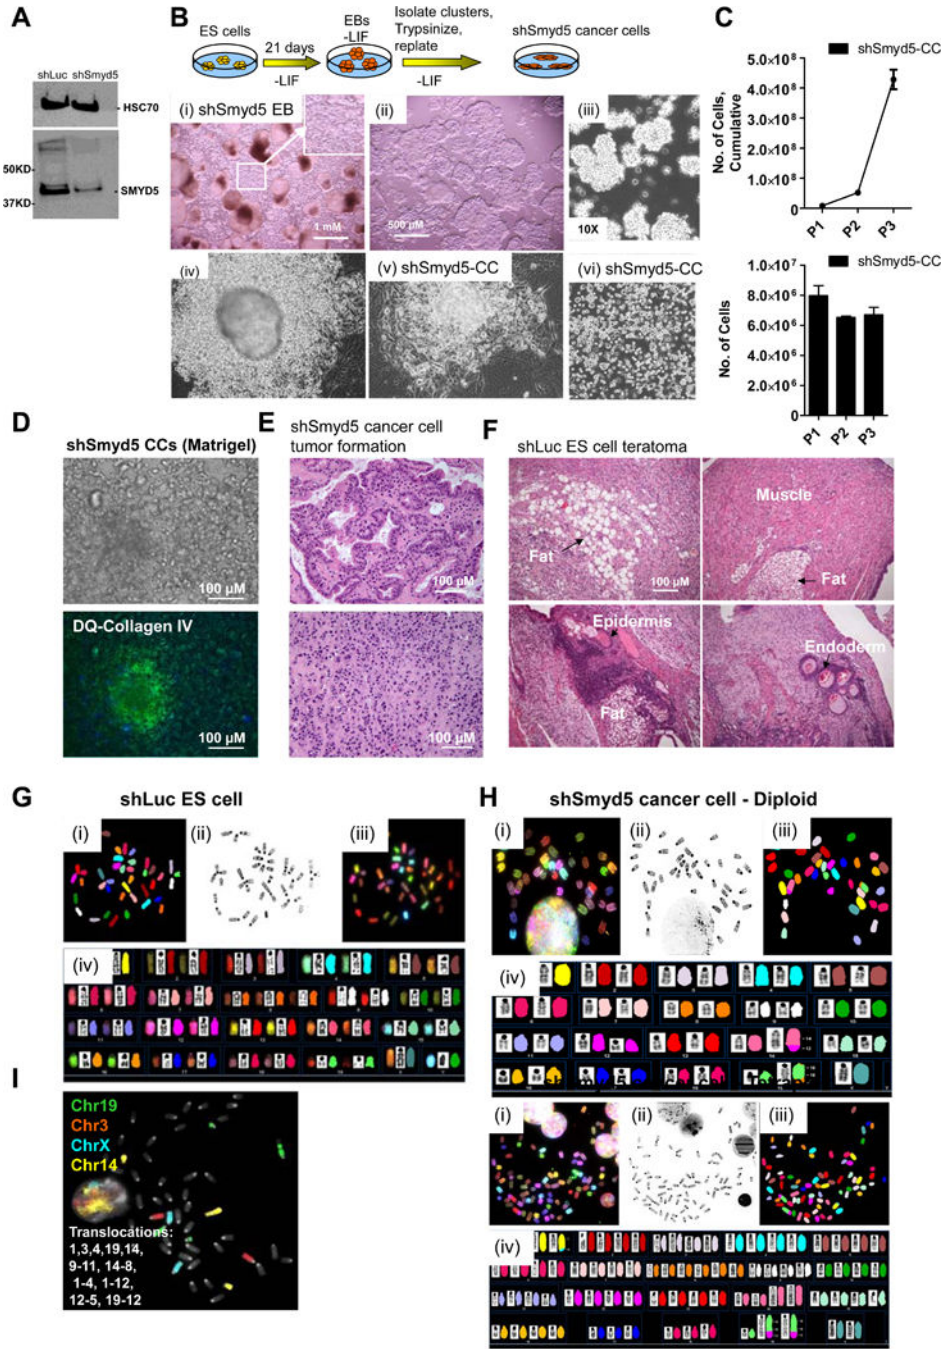 A
shLuc shSmyd5
HSC70
50KD
SMYD5
37KD
B
ES cells
21 days
-LIF
EBs
-LIF
Isolate clusters,
Trypsinize,
replate
-LIF
shSmyd5 cancer cells
(i) shSmyd5 EB
1 mM
(ii)
500 µM
(iii)
10X
(iv)
(v) shSmyd5-CC
(vi) shSmyd5-CC
C
shSmyd5-CC
No. of Cells,
Cumulative
5.0×10⁸
4.0×10⁸
3.0×10⁸
2.0×10⁸
1.0×10⁸
0
P1 P2 P3
shSmyd5-CC
No. of Cells
1.0×10⁷
8.0×10⁶
6.0×10⁶
4.0×10⁶
2.0×10⁶
0
P1 P2 P3
D
shSmyd5 CCs (Matrigel)
100 µM
DQ-Collagen IV
100 µM
E
shSmyd5 cancer cell
tumor formation
100 µM
100 µM
F
shLuc ES cell teratoma
Fat
100 µM
Muscle
Fat
Epidermis
Fat
Endoderm
G
shLuc ES cell
(i)
(ii)
(iii)
(iv)
H
shSmyd5 cancer cell - Diploid
(i)
(ii)
(iii)
(iv)
(i)
(ii)
(iii)
(iv)
I
Chr19
Chr3
ChrX
Chr14
Translocations:
1,3,4,19,14,
9-11, 14-8,
1-4, 1-12,
12-5, 19-12